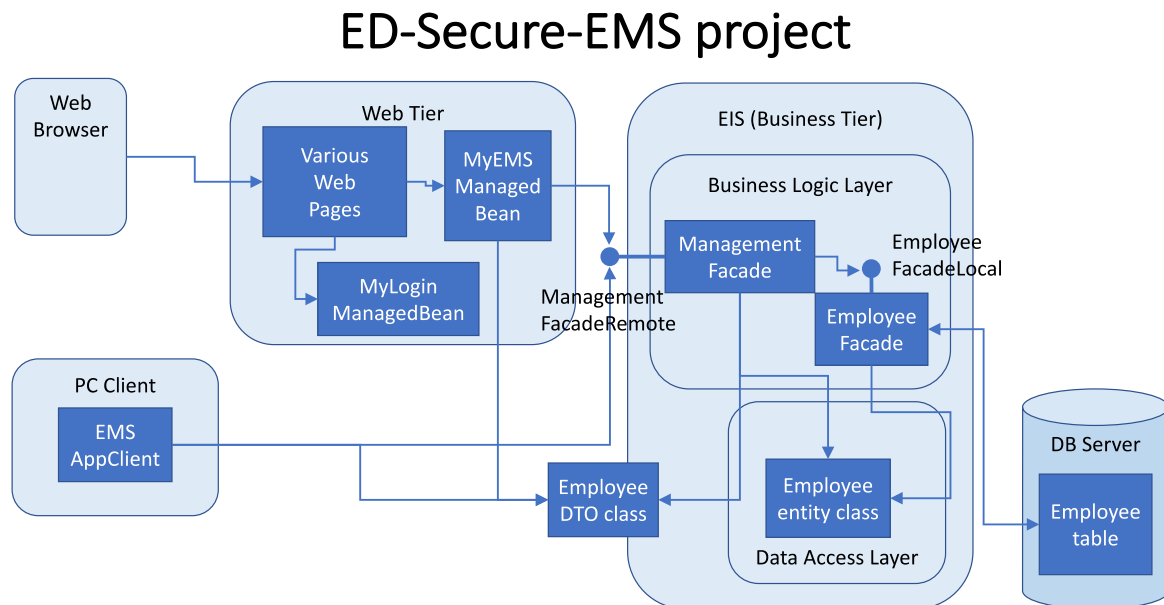 ED-Secure-EMS project
Web
Browser
Web Tier
Various
Web
Pages
MyEMS
Managed
Bean
MyLogin
ManagedBean
EIS (Business Tier)
Business Logic Layer
Management
Facade
Employee
FacadeLocal
Management
FacadeRemote
Employee
Facade
PC Client
EMS
AppClient
Employee
DTO class
Employee
entity class
Data Access Layer
DB Server
Employee
table